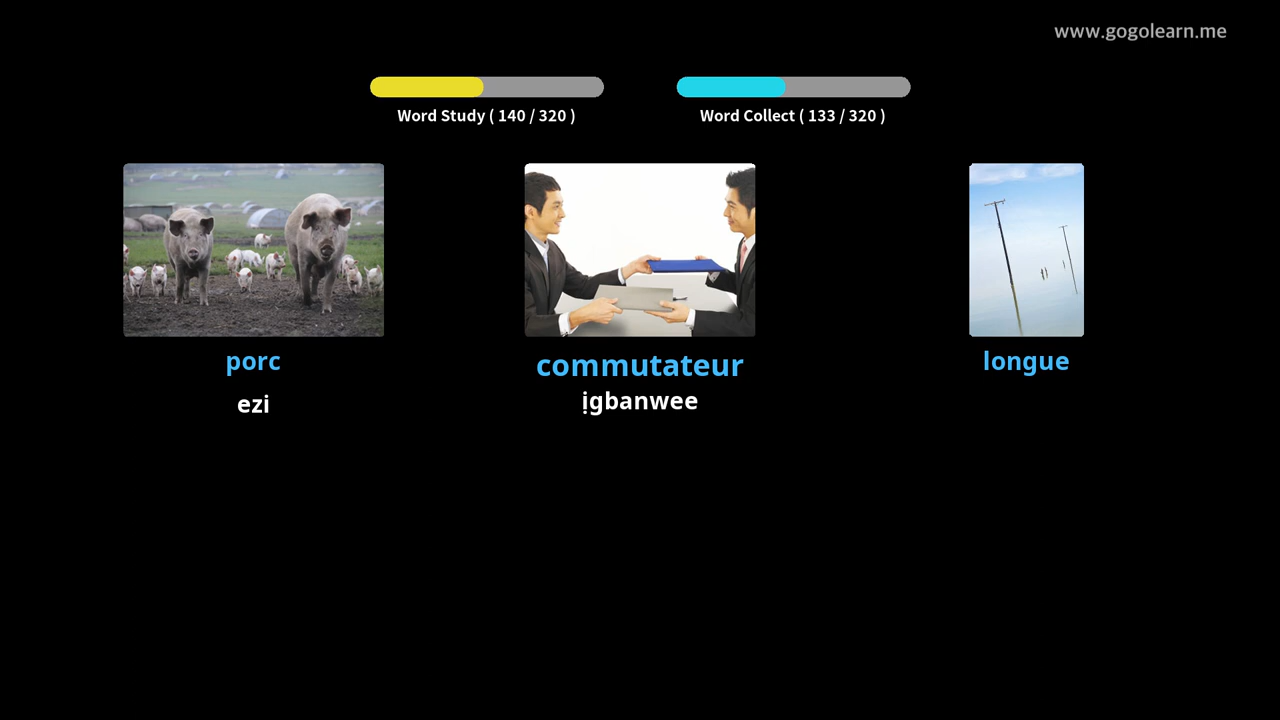 www.gogolearn.me
Word Study ( 140 / 320 )
Word Collect ( 133 / 320 )
porc
commutateur
longue
ezi
ịgbanwee